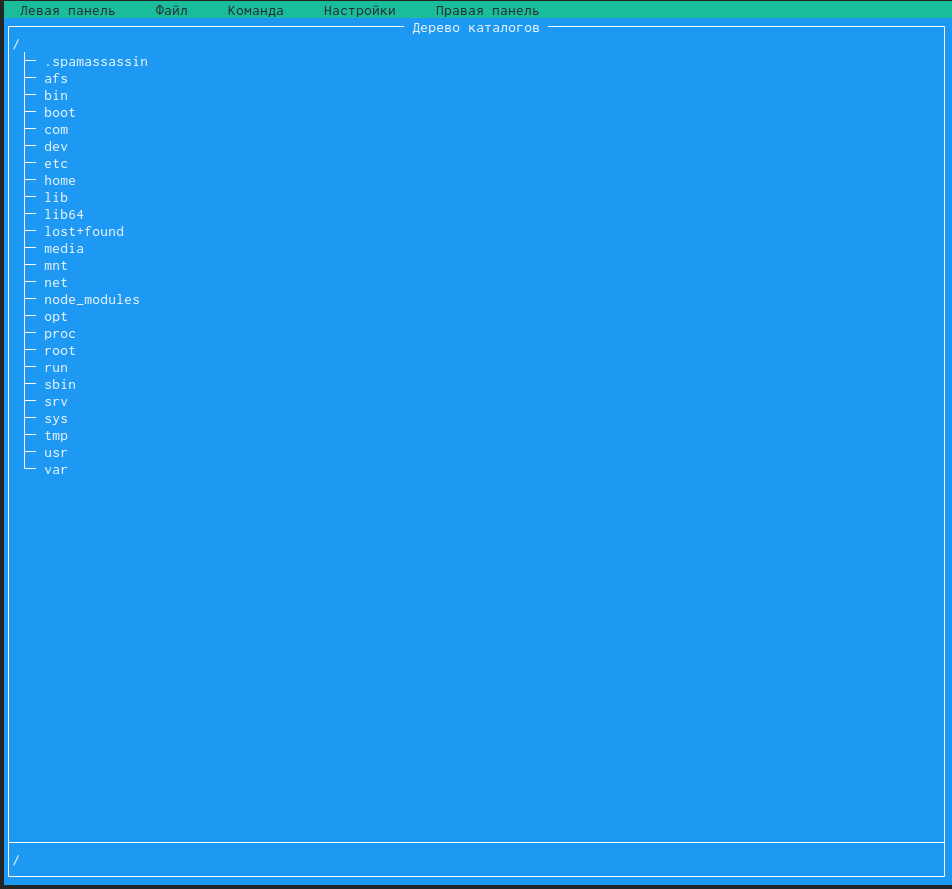 Левая панель Файл Команда Настройки Правая панель
Дерево каталогов
/
.spamassassin
afs
bin
boot
com
dev
etc
home
lib
lib64
lost+found
media
mnt
net
node_modules
opt
proc
root
run
sbin
srv
sys
tmp
usr
var
/